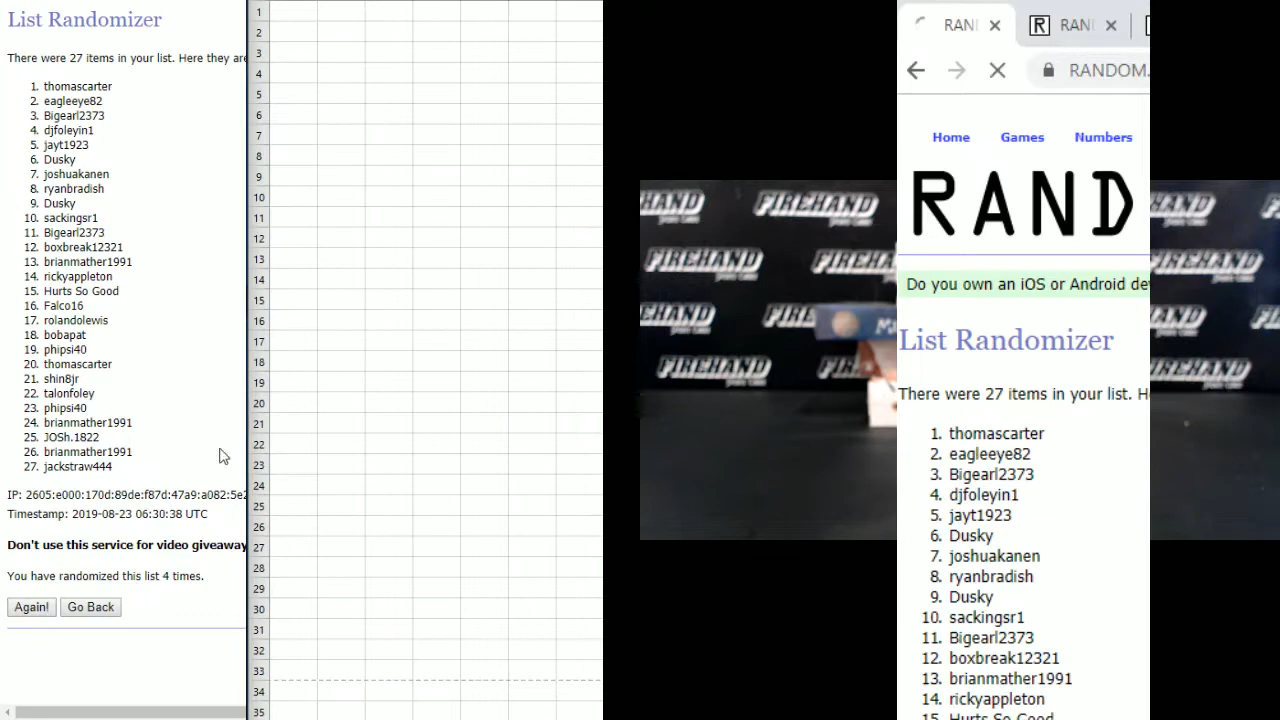 List Randomizer
There were 27 items in your list. Here they are
1. thomascarter
2. eagleeye82
3. Bigearl2373
4. djfoleyin1
5. jayt1923
6. Dusky
7. joshuakanen
8. ryanbradish
9. Dusky
10. sackingsr1
11. Bigearl2373
12. boxbreak12321
13. brianmather1991
14. rickyappleton
15. Hurts So Good
16. Falco16
17. rolandolewis
18. bobapat
19. phipsi40
20. thomascarter
21. shin8jr
22. talonfoley
23. phipsi40
24. brianmather1991
25. JOSh.1822
26. brianmather1991
27. jackstraw444
IP: 2605:e000:170d:89de:f87d:47a9:a082:5e2
Timestamp: 2019-08-23 06:30:38 UTC
Don't use this service for video giveaway
You have randomized this list 4 times.
Again! Go Back
1
2
3
4
5
6
7
8
9
10
11
12
13
14
15
16
17
18
19
20
21
22
23
24
25
26
27
28
29
30
31
32
33
34
35
FIREHAND
FIREHAND
FIREHAND
FIREHAND
RAN
R RAN
RANDOM.
Home Games Numbers
RAND
Do you own an iOS or Android de
List Randomizer
There were 27 items in your list. H
1. thomascarter
2. eagleeye82
3. Bigearl2373
4. djfoleyin1
5. jayt1923
6. Dusky
7. joshuakanen
8. ryanbradish
9. Dusky
10. sackingsr1
11. Bigearl2373
12. boxbreak12321
13. brianmather1991
14. rickyappleton
15. Hurts So Good